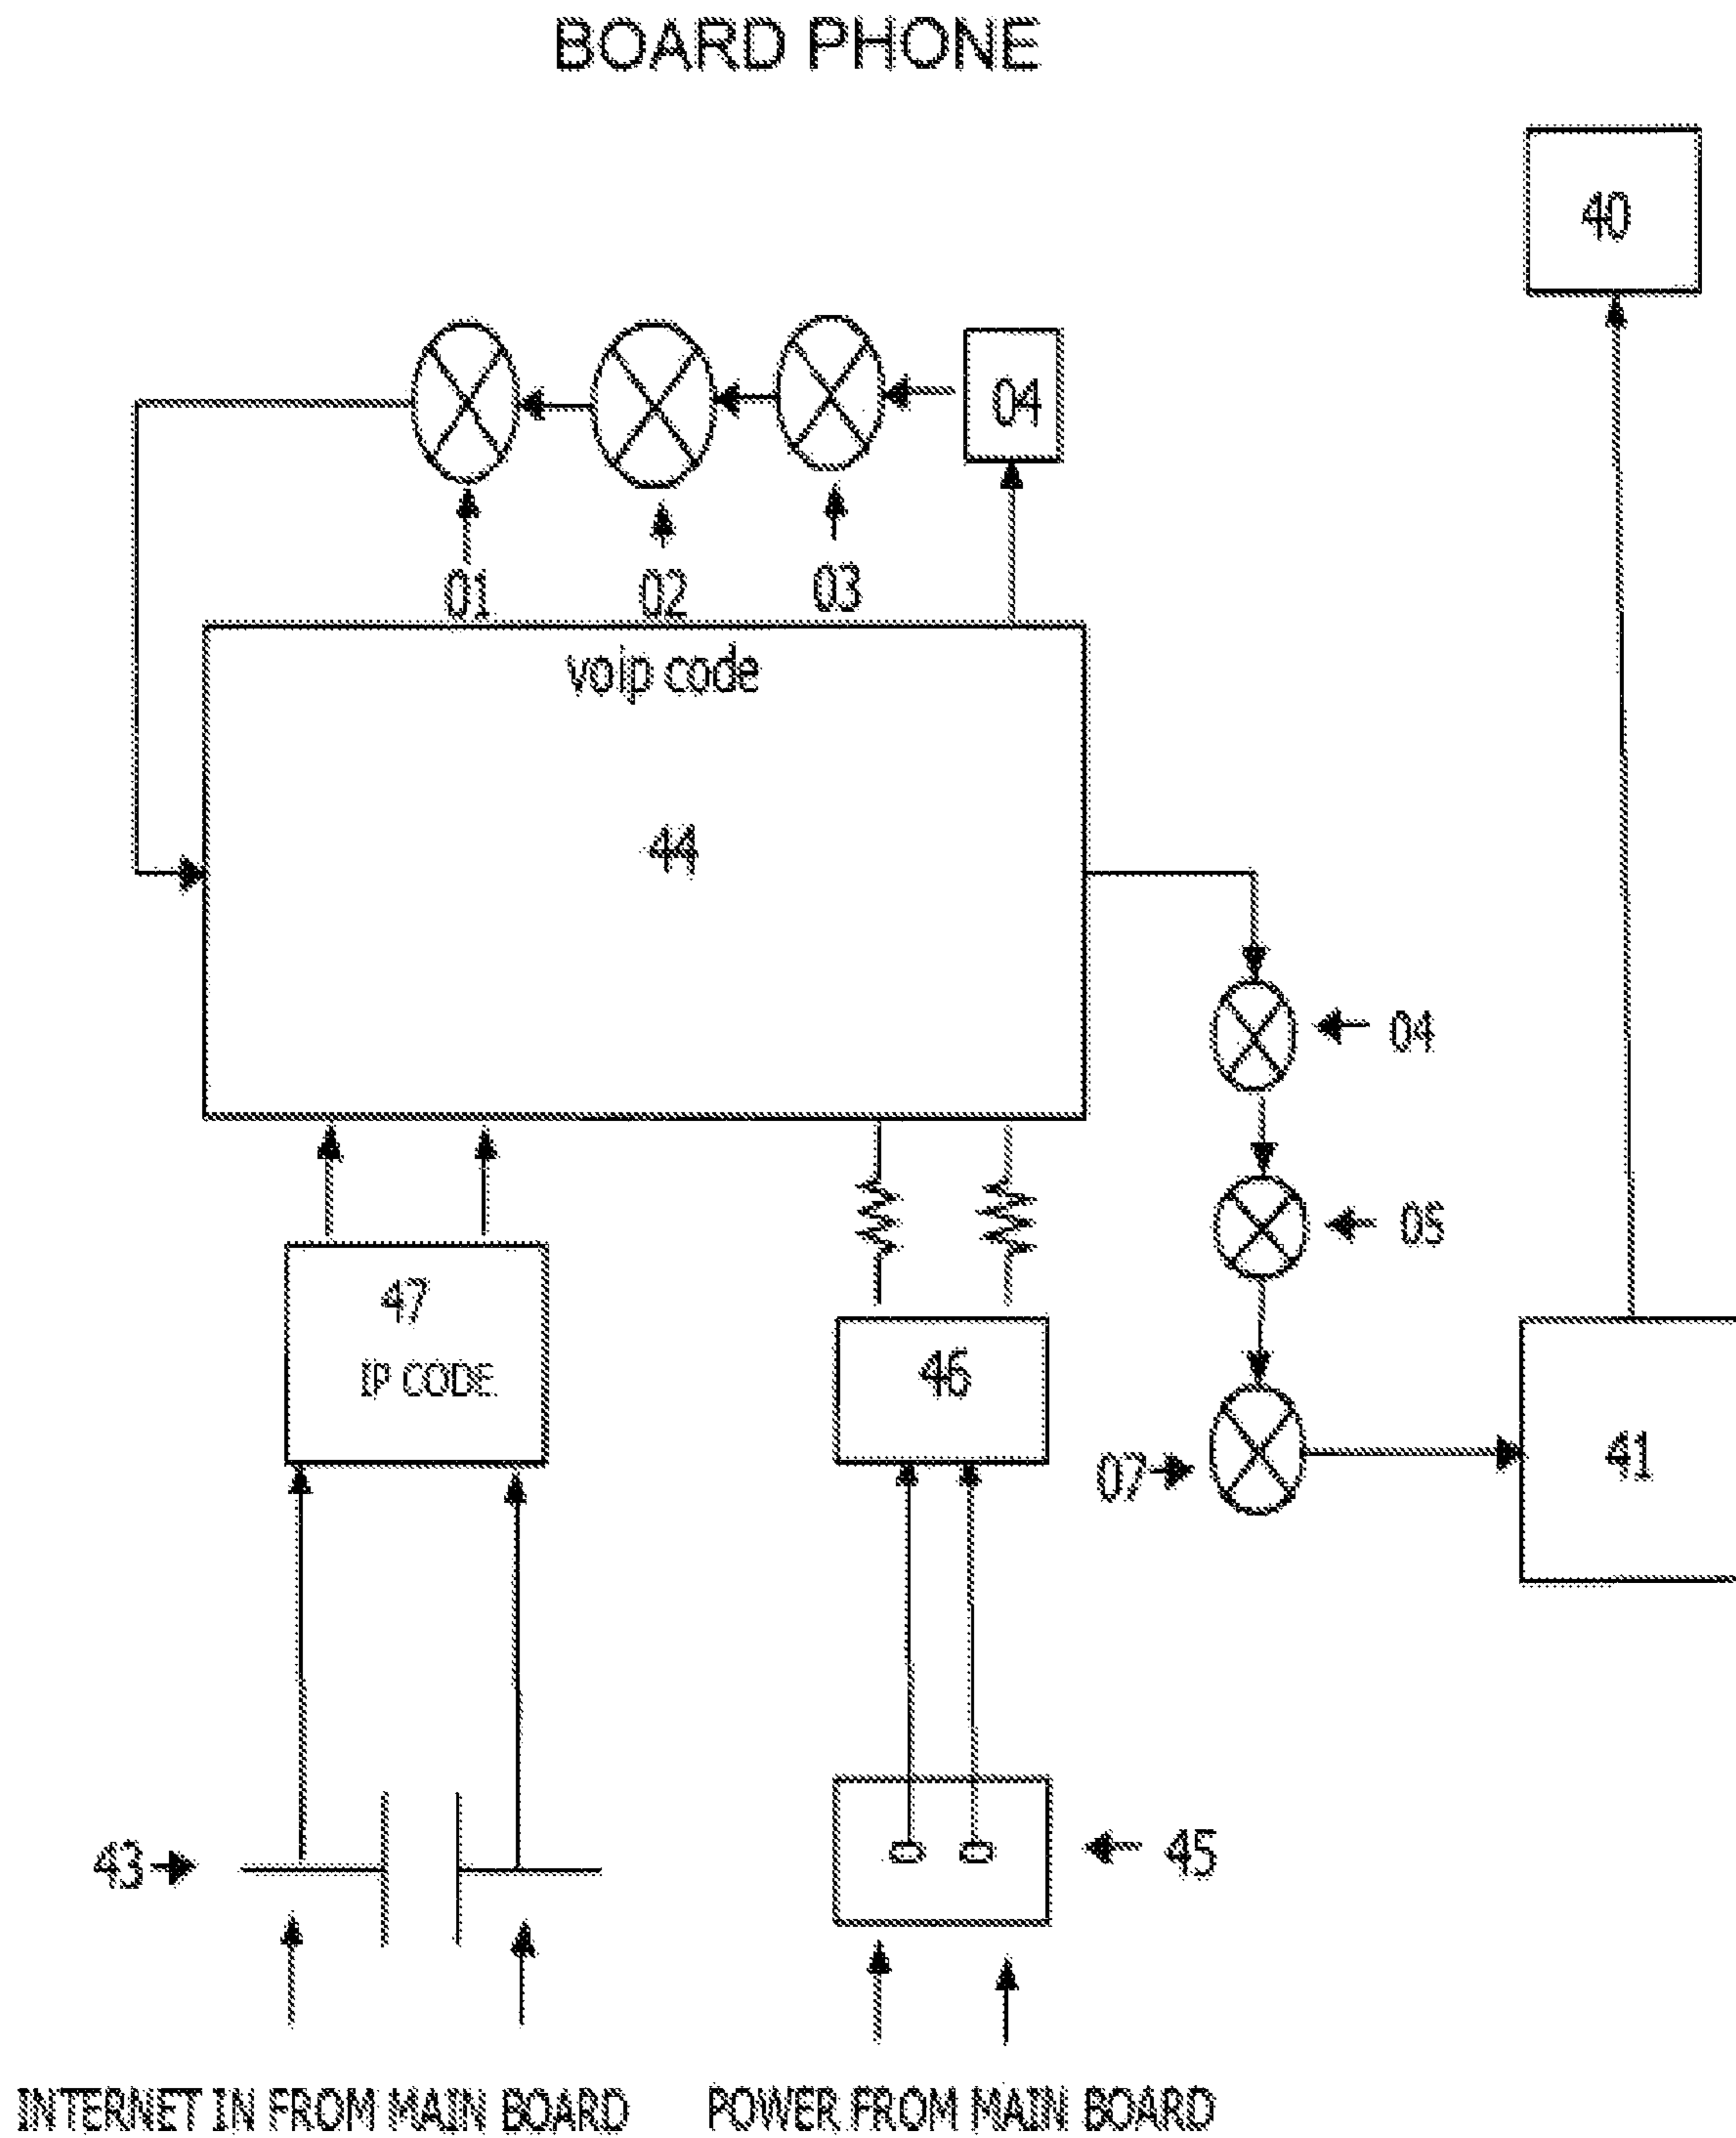 BOARD PHONE
40
04
01
02
03
voip code
44
04
05
47
IP CODE
46
07
41
43
45
INTERNET IN FROM MAIN BOARD
POWER FROM MAIN BOARD